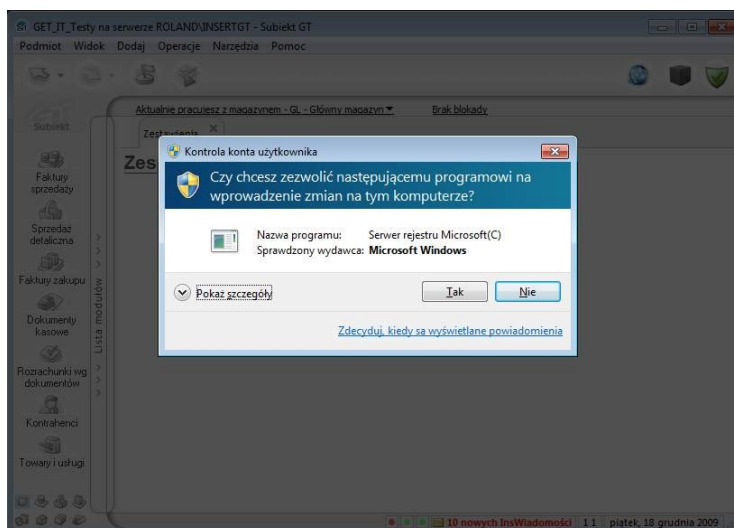 GET_IT_Testy na serwerze ROLAND\INSERTGT - Subiekt GT
Podmiot Widok Dodaj Operacje Narzędzia Pomoc
Subiekt
Aktualnie pracujesz z magazynem - GL - Główny magazyn
Brak blokady
Zestawienia
Zes
Faktury
sprzedaży
Sprzedaż
detaliczna
Faktury zakupu
Dokumenty
kasowe
Rozrachunki wg
dokumentów
Kontrahenci
Towary i usługi
Lista modułów
Kontrola konta użytkownika
Czy chcesz zezwolić następującemu programowi na
wprowadzenie zmian na tym komputerze?
Nazwa programu: Serwer rejestru Microsoft(C)
Sprawdzony wydawca: Microsoft Windows
Pokaż szczegóły
Tak
Nie
Zdecyduj, kiedy są wyświetlane powiadomienia
10 nowych InsWiadomości 1 1 piątek, 18 grudnia 2009